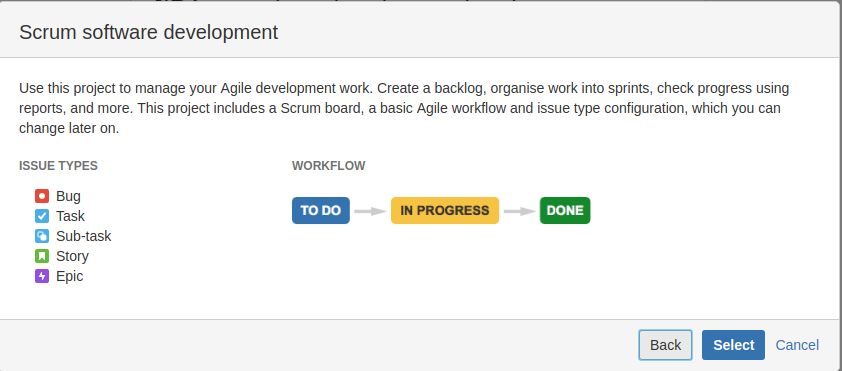 Scrum software development
Use this project to manage your Agile development work. Create a backlog, organise work into sprints, check progress using
reports, and more. This project includes a Scrum board, a basic Agile workflow and issue type configuration, which you can
change later on.
ISSUE TYPES
WORKFLOW
Bug
Task
Sub-task
Story
Epic
TO DO
IN PROGRESS
DONE
Back
Select
Cancel